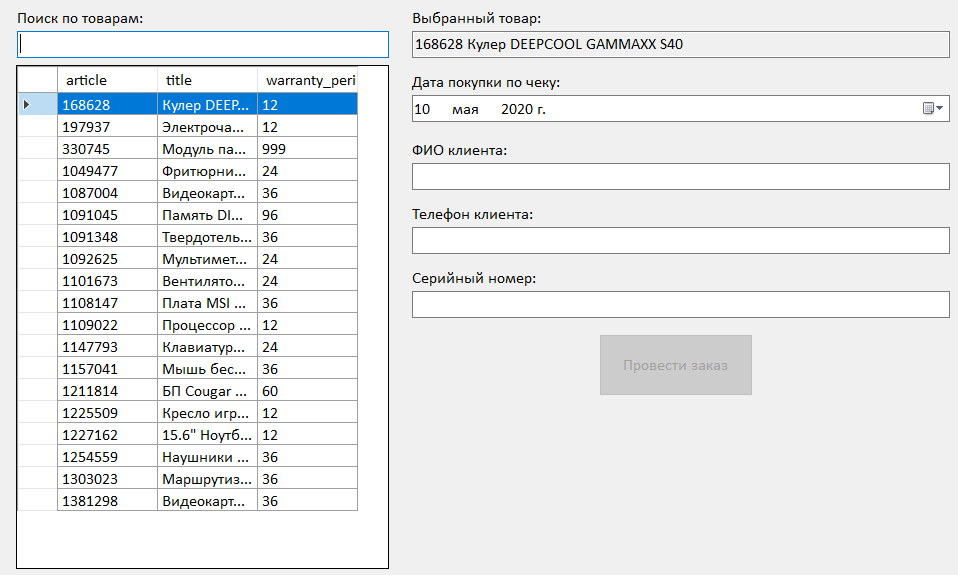 Поиск по товарам:
article title warranty_peri
168628 Кулер DEEP... 12
197937 Электроча... 12
330745 Модуль па... 999
1049477 Фритюрни... 24
1087004 Видеокарт... 36
1091045 Память DI... 96
1091348 Твердотель... 36
1092625 Мультимет... 24
1101673 Вентилято... 24
1108147 Плата MSI ... 36
1109022 Процессор ... 12
1147793 Клавиатур... 24
1157041 Мышь бес... 36
1211814 БП Cougar ... 60
1225509 Кресло игр... 12
1227162 15.6" Ноутб... 12
1254559 Наушники ... 36
1303023 Маршрутиз... 36
1381298 Видеокарт... 36
Выбранный товар:
168628 Кулер DEEPCOOL GAMMAXX S40
Дата покупки по чеку:
10 мая 2020 г.
ФИО клиента:
Телефон клиента:
Серийный номер:
Провести заказ